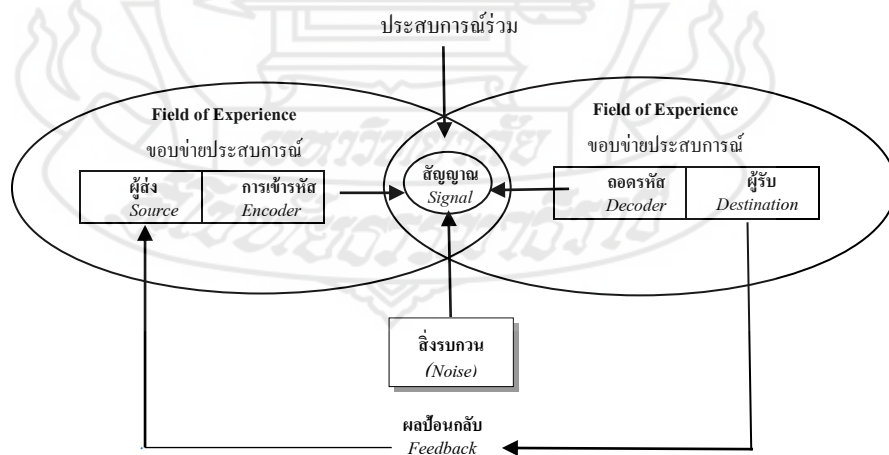 ประสบการณ์ร่วม
Field of Experience
ขอบข่ายประสบการณ์
ผู้ส่ง
Source
การเข้ารหัส
Encoder
สัญญาณ
Signal
Field of Experience
ขอบข่ายประสบการณ์
ถอดรหัส
Decoder
ผู้รับ
Destination
สิ่งรบกวน
(Noise)
ผลป้อนกลับ
Feedback